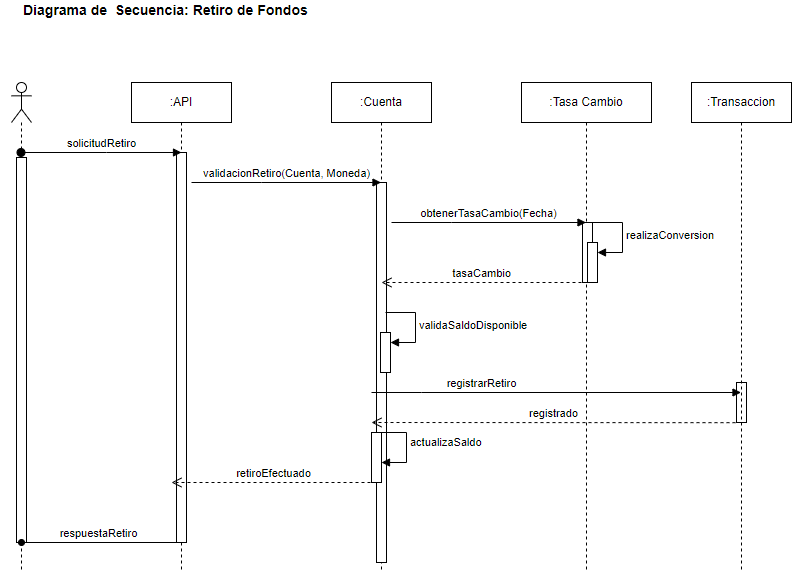 Diagrama de  Secuencia: Retiro de Fondos
:API
:Cuenta
:Tasa Cambio
:Transaccion
solicitudRetiro
validacionRetiro(Cuenta, Moneda)
obtenerTasaCambio(Fecha)
realizaConversion
tasaCambio
validaSaldoDisponible
registrarRetiro
registrado
actualizaSaldo
retiroEfectuado
respuestaRetiro